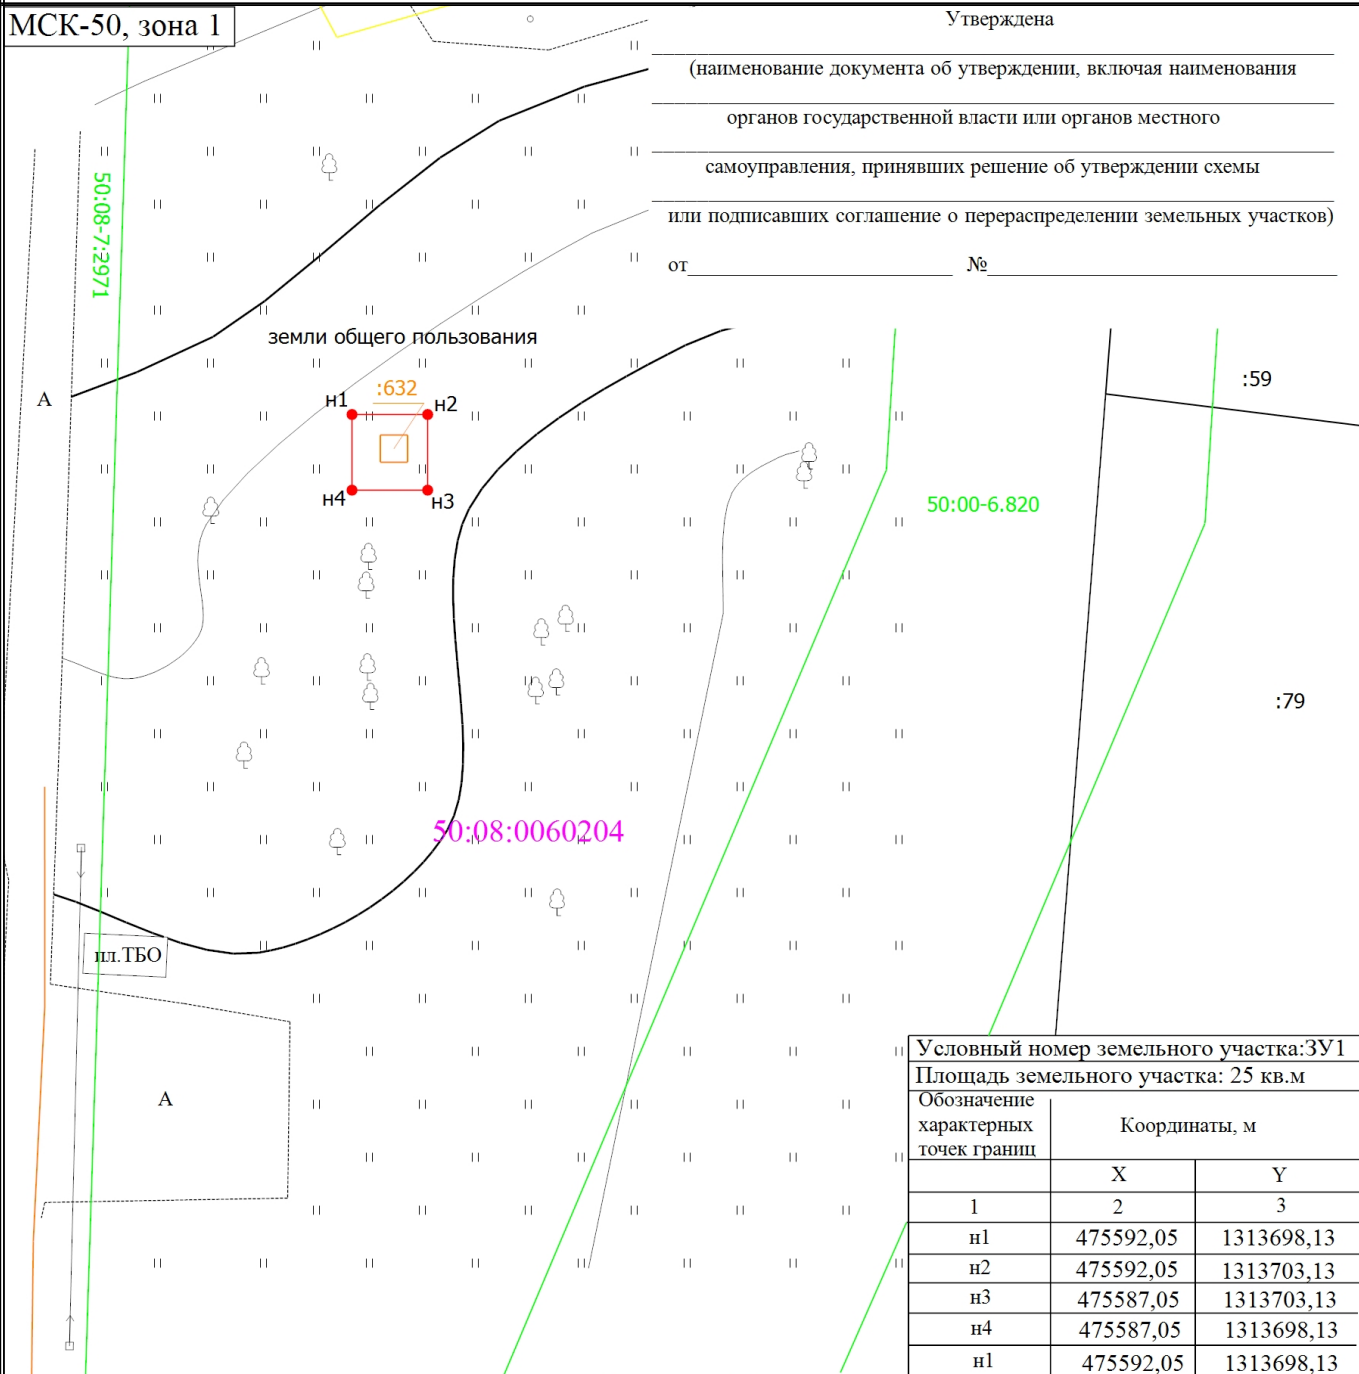 МСК-50, зона 1
Утверждена
(наименование документа об утверждении, включая наименования
органов государственной власти или органов местного
самоуправления, принявших решение об утверждении схемы
или подписавших соглашение о перераспределении земельных участков)
от №
50:08-7:2971
земли общего пользования
:59
А
:632
н1
н2
н4
н3
50:00-6.820
:79
50:08:0060204
пл.ТБО
А
Условный номер земельного участка:ЗУ1
Площадь земельного участка: 25 кв.м
Обозначение
характерных
точек границ
Координаты, м
X Y
1 2 3
н1 475592,05 1313698,13
н2 475592,05 1313703,13
н3 475587,05 1313703,13
н4 475587,05 1313698,13
н1 475592,05 1313698,13